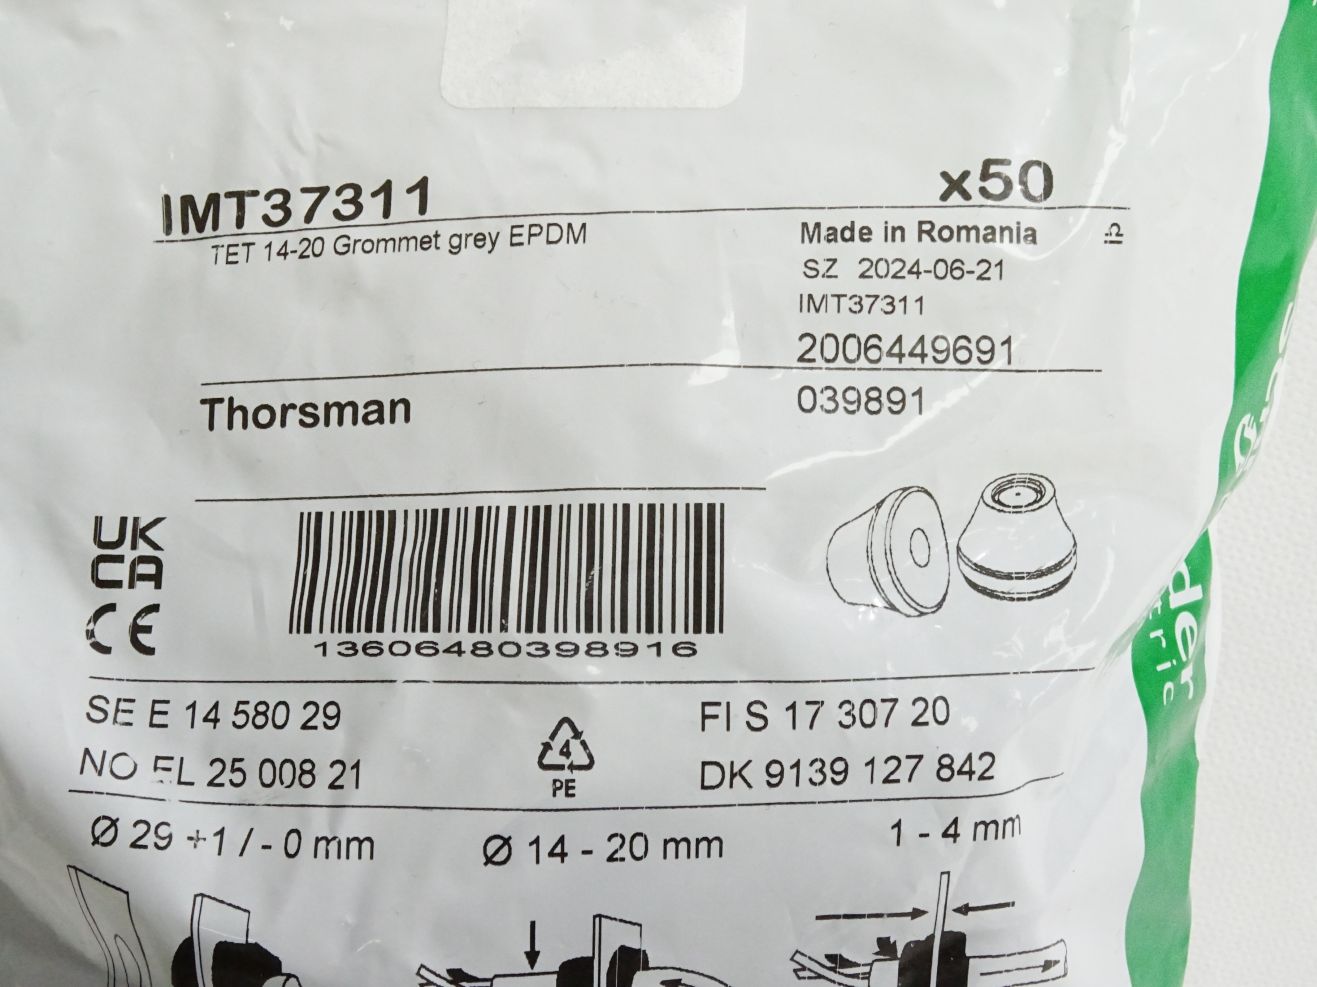 IMT37311
x50
TET 14-20 Grommet grey EPDM
Made in Romania
SZ 2024-06-21
IMT37311
2006449691
Thorsman
039891
UK
CA
CE
13606480398916
SE E 14 580 29
FI S 17 307 20
NO EL 25 008 21
4
PE
DK 9139 127 842
Ø 29 +1 / - 0 mm
Ø 14 - 20 mm
1 - 4 mm
der
tric